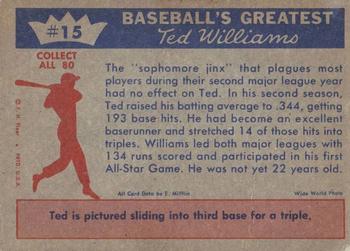 #15
BASEBALL'S GREATEST
Ted Williams
COLLECT
ALL 80
The "sophomore jinx" that plagues most
players during their second major league year
had no effect on Ted. In his second season,
Ted raised his batting average to .344, getting
193 base hits. He had become an excellent
baserunner and stretched 14 of those hits into
triples. Williams led both major leagues with
134 runs scored and participated in his first
All-Star Game. He was not yet 22 years old.
All Card Data by E. Mifflin
Wide World Photo
Ted is pictured sliding into third base for a triple.